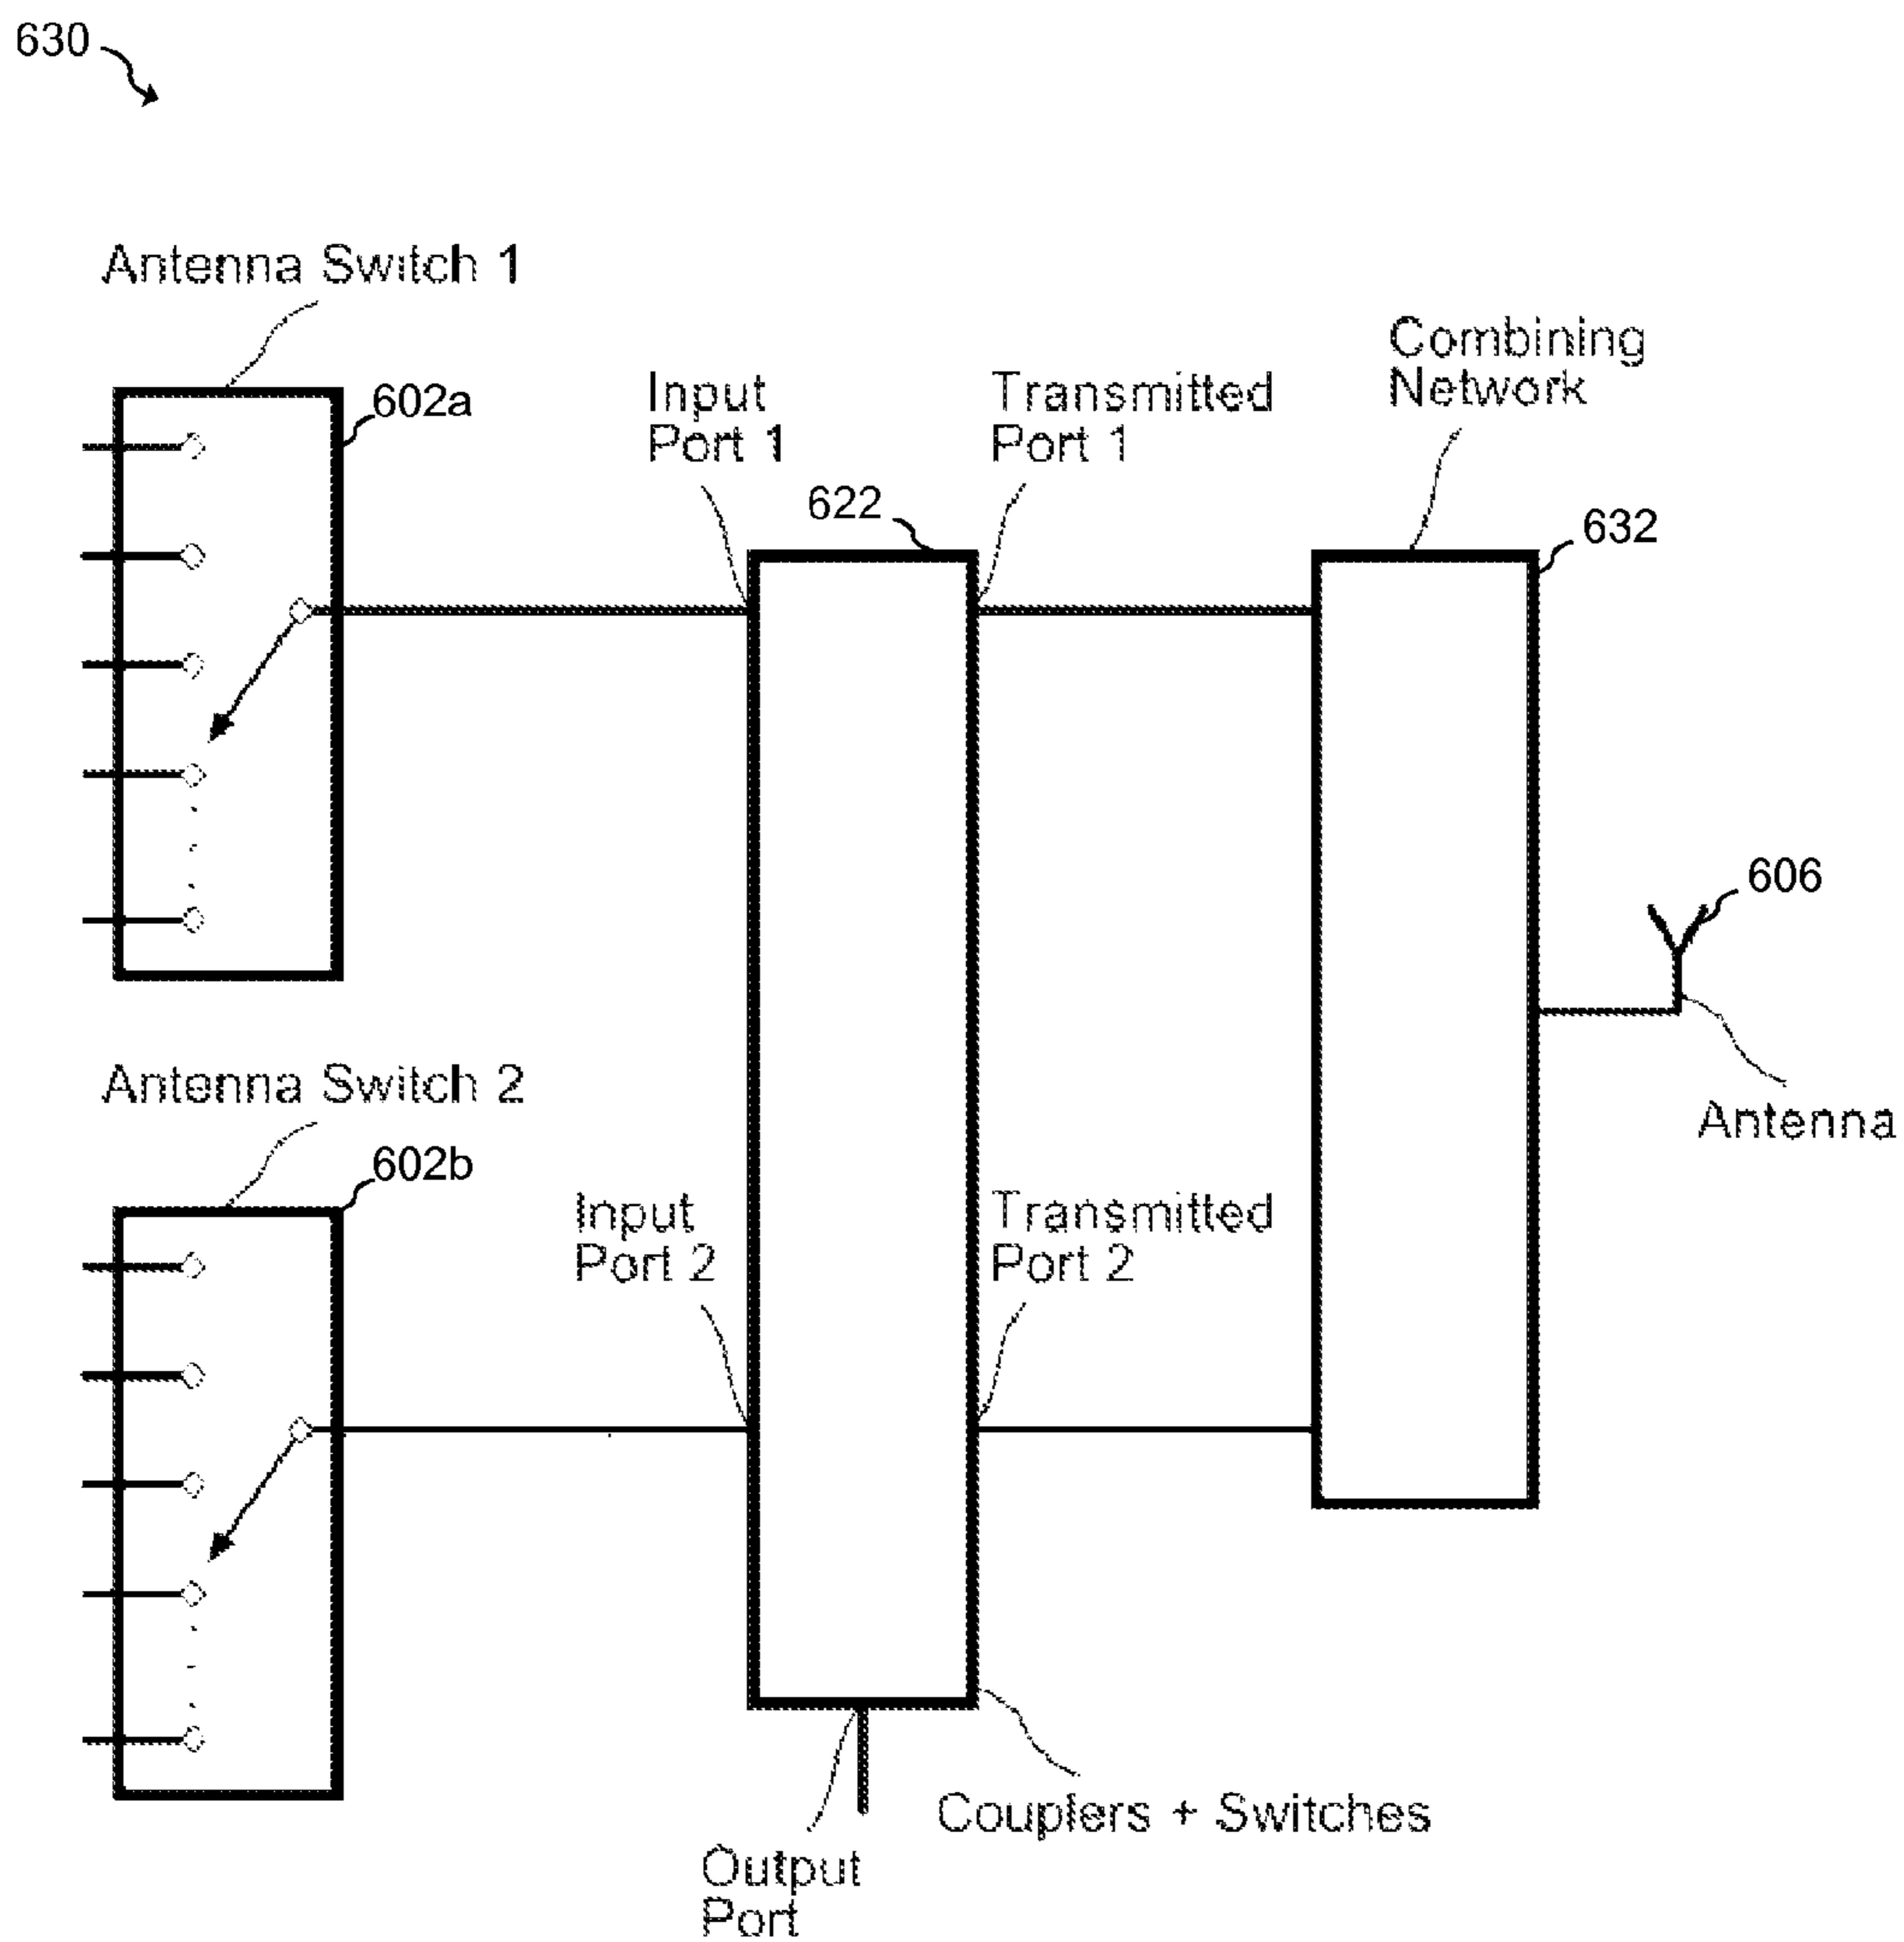 630
Antenna Switch 1
602a
Input
Port 1
Transmitted
Port 1
Combining
Network
622
632
606
Antenna
Antenna Switch 2
602b
Input
Port 2
Transmitted
Port 2
Couplers + Switches
Output
Port